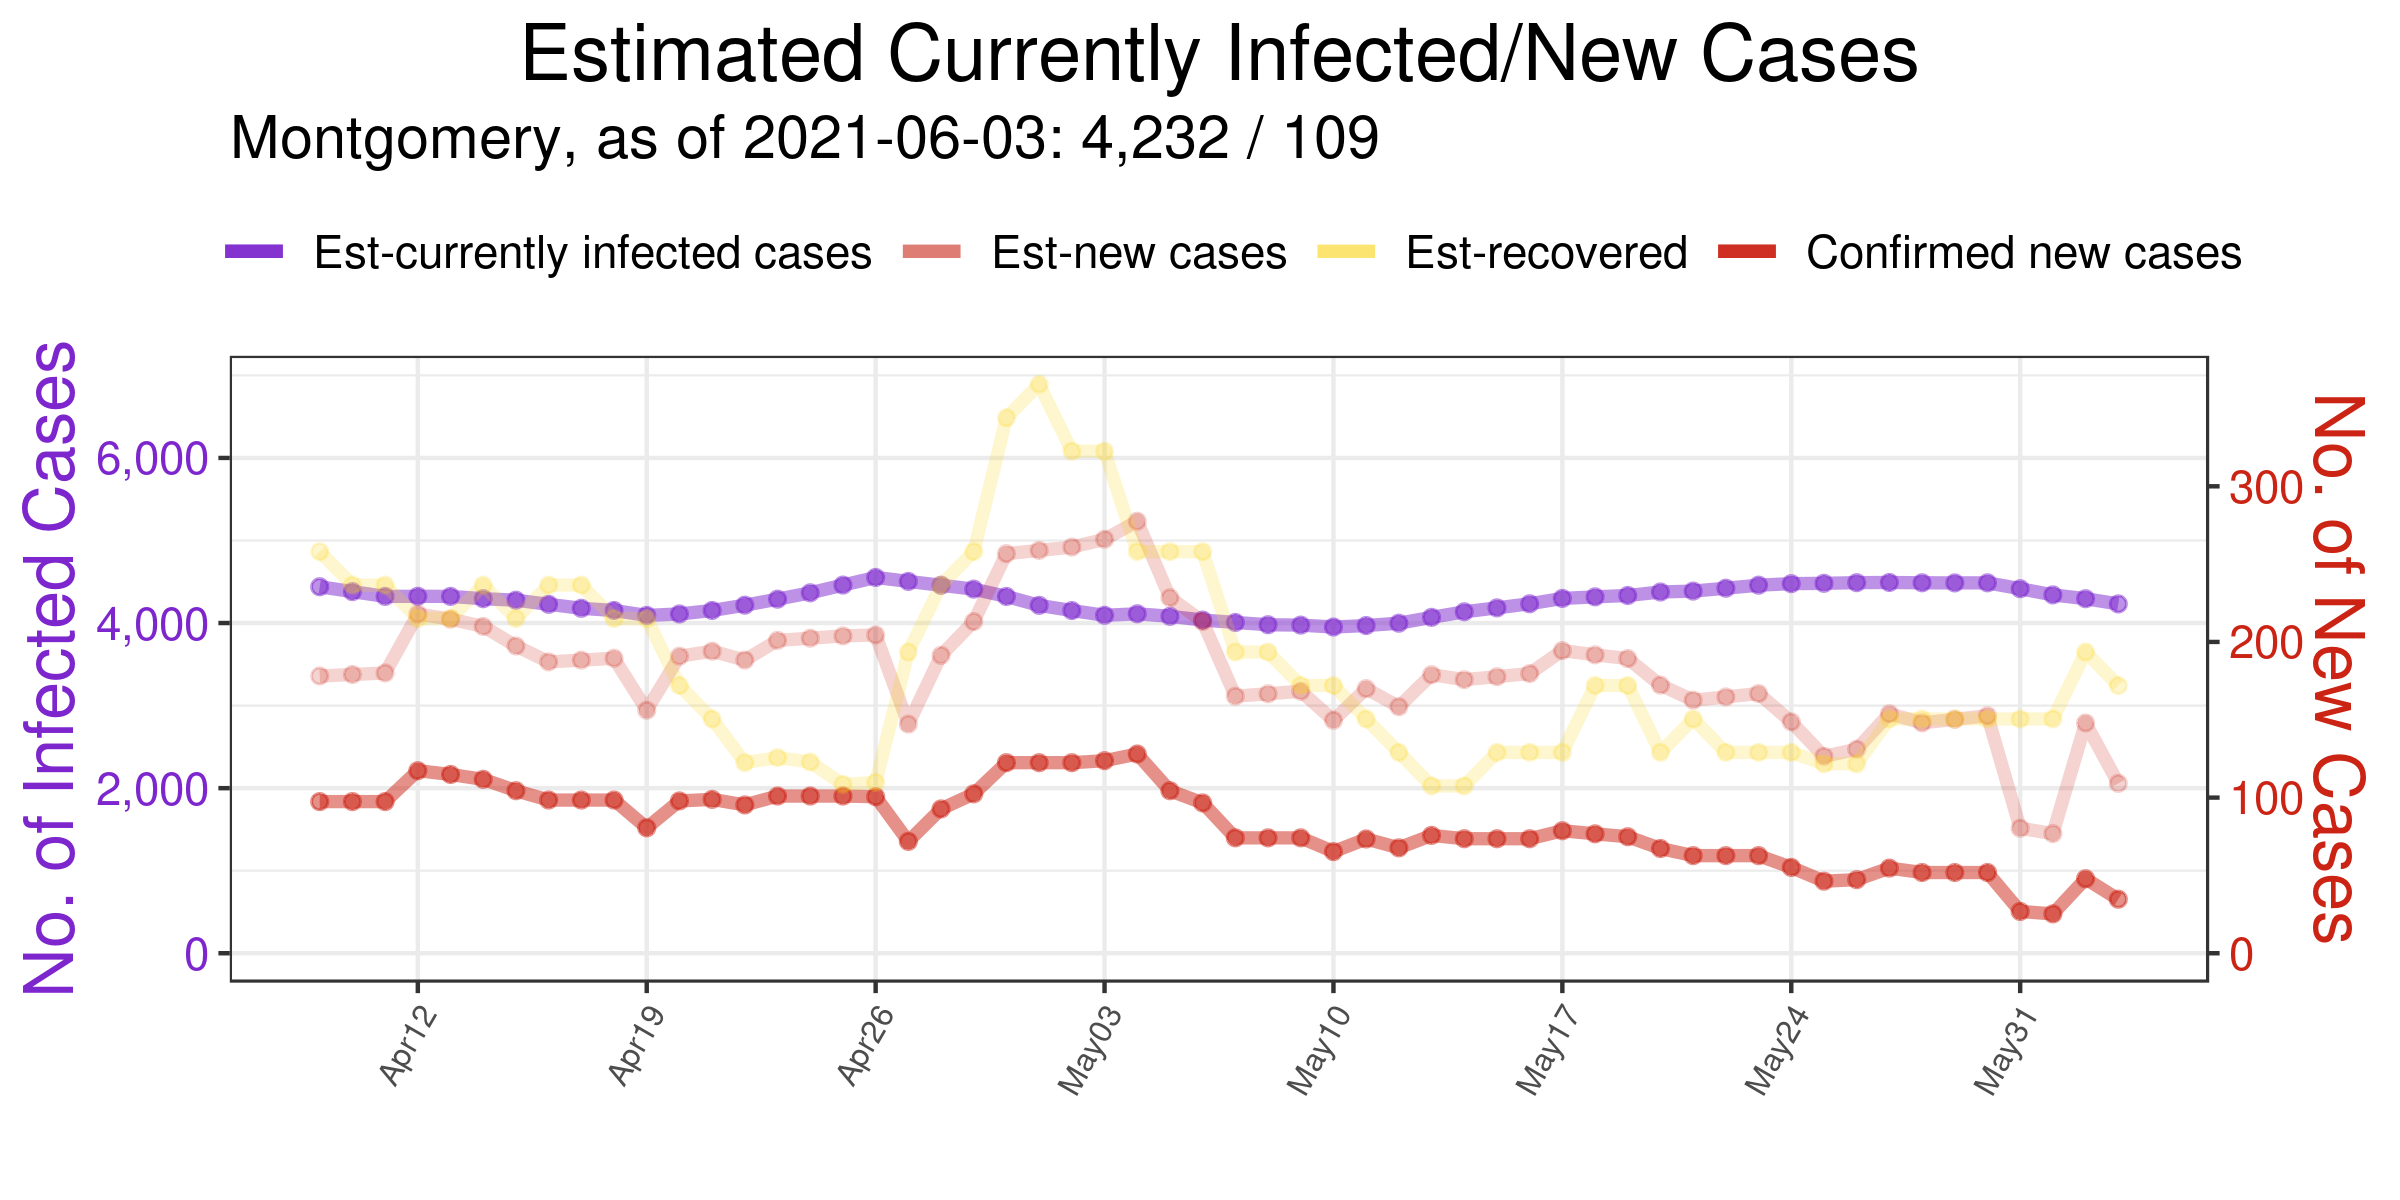 Estimated Currently Infected/New Cases
Montgomery, as of 2021-06-03: 4,232 / 109
Est-currently infected cases
Est-new cases
Est-recovered
Confirmed new cases
No. of Infected Cases
6,000
4,000
2,000
0
No. of New Cases
300
200
100
0
Apr12
Apr19
Apr26
May03
May10
May17
May24
May31